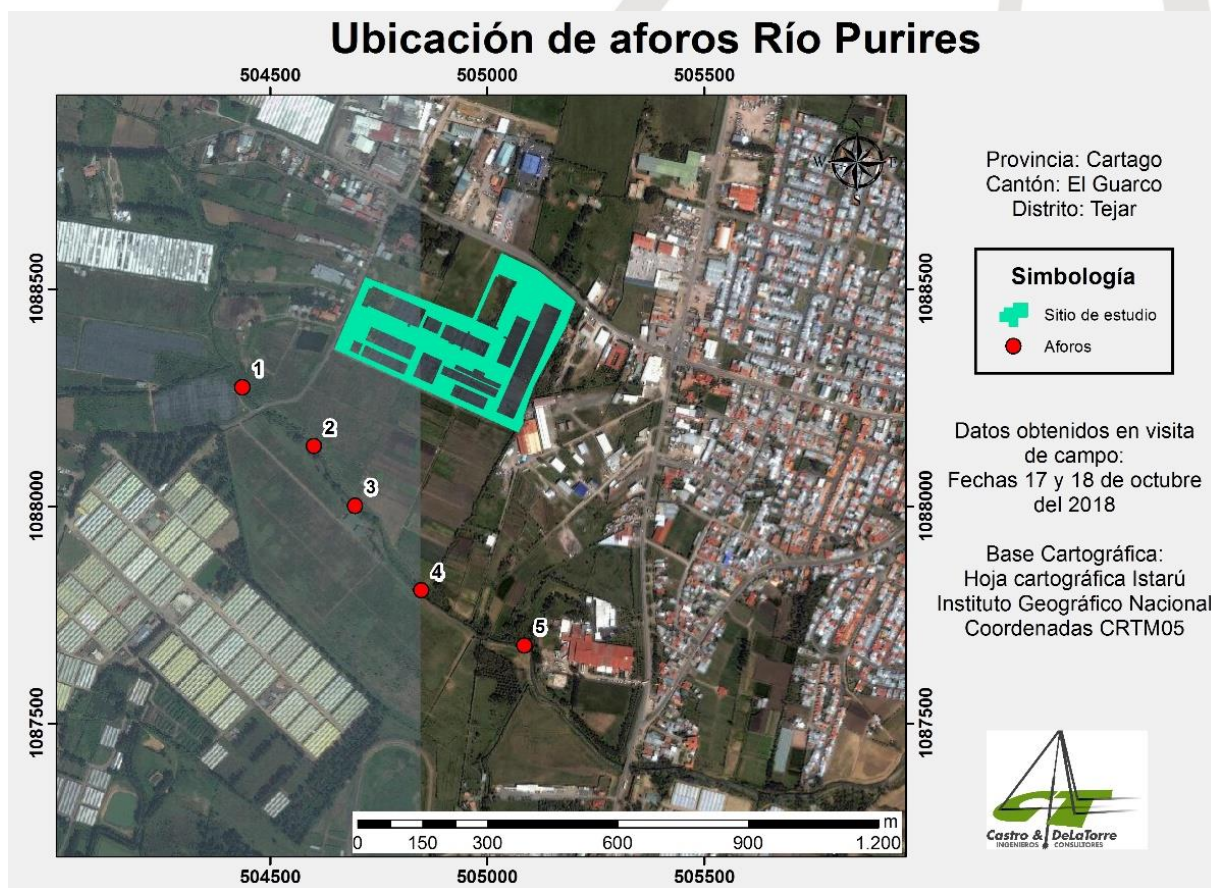 Ubicación de aforos Río Purires
504500 505000 505500
1088500
1088000
1087500
1088500
1088000
1087500
1
2
3
4
5
W
E
S
m
0 150 300 600 900 1.200
504500 505000 505500
Provincia: Cartago
Cantón: El Guarco
Distrito: Tejar
Simbología
Sitio de estudio
Aforos
Datos obtenidos en visita
de campo:
Fechas 17 y 18 de octubre
del 2018
Base Cartográfica:
Hoja cartográfica Istarú
Instituto Geográfico Nacional
Coordenadas CRTM05
CT
Castro & DeLaTorre
INGENIEROS CONSULTORES